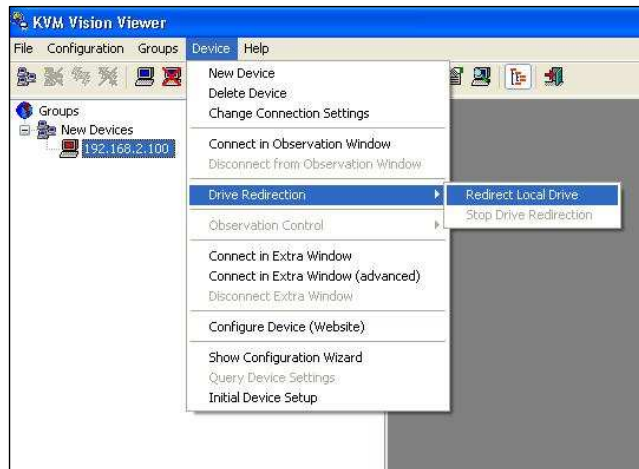 KVM Vision Viewer
File Configuration Groups Device Help
Groups
New Devices
192.168.2.100
New Device
Delete Device
Change Connection Settings
Connect in Observation Window
Disconnect from Observation Window
Drive Redirection
Redirect Local Drive
Stop Drive Redirection
Observation Control
Connect in Extra Window
Connect in Extra Window (advanced)
Disconnect Extra Window
Configure Device (Website)
Show Configuration Wizard
Query Device Settings
Initial Device Setup